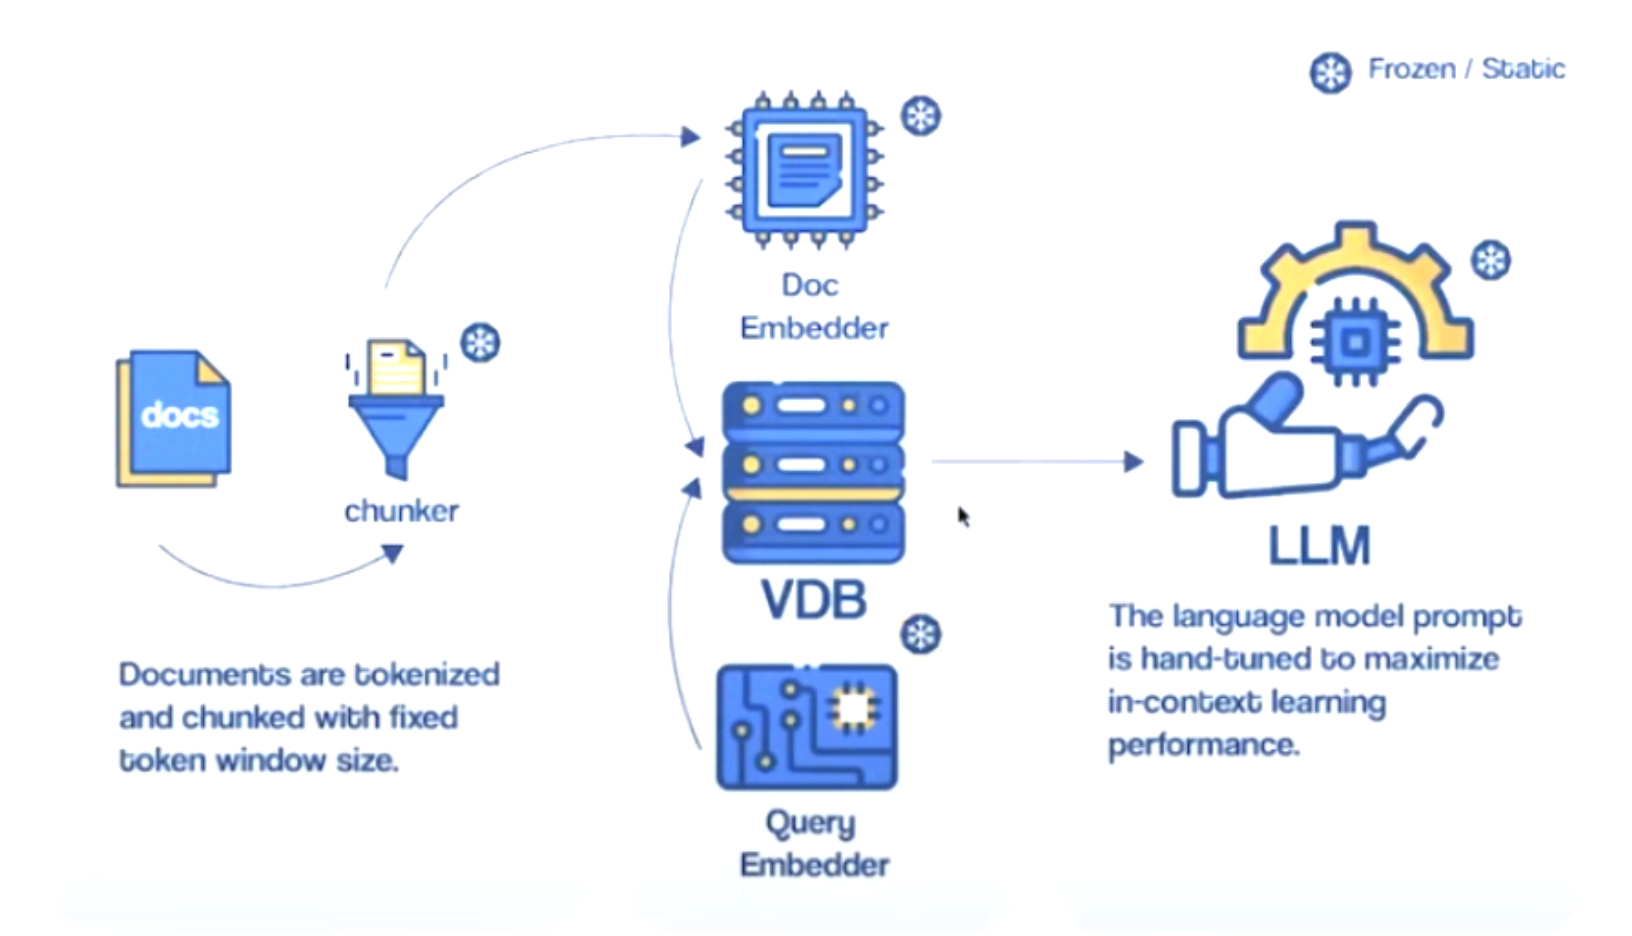 Frozen / Static
docs
chunker
Documents are tokenized
and chunked with fixed
token window size.
Doc
Embedder
VDB
Query
Embedder
LLM
The language model prompt
is hand-tuned to maximize
in-context learning
performance.